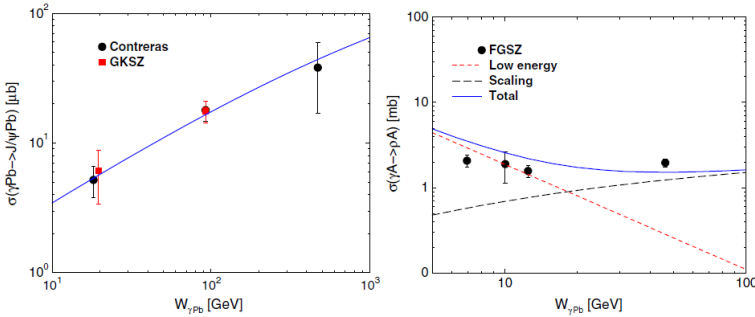 10²
Contreras
GKSZ
σ(γPb->J/ψPb) [μb]
10¹
10⁰
10¹
10²
10³
W_γPb [GeV]
10
FGSZ
Low energy
Scaling
Total
σ(γA->ρA) [mb]
1
0
10
100
W_γPb [GeV]